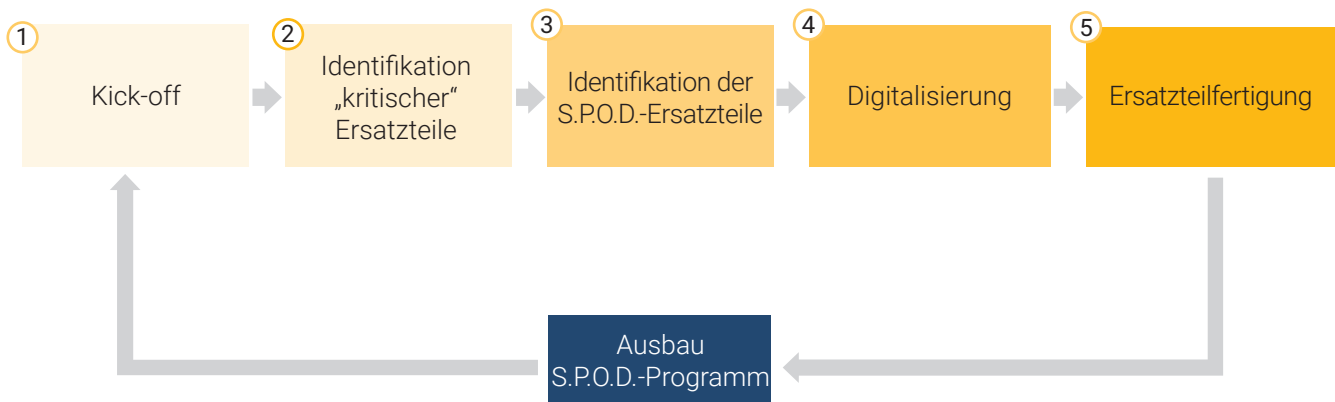 1
Kick-off
2
Identifikation
„kritischer“
Ersatzteile
3
Identifikation der
S.P.O.D.-Ersatzteile
4
Digitalisierung
5
Ersatzteilfertigung
Ausbau
S.P.O.D.-Programm